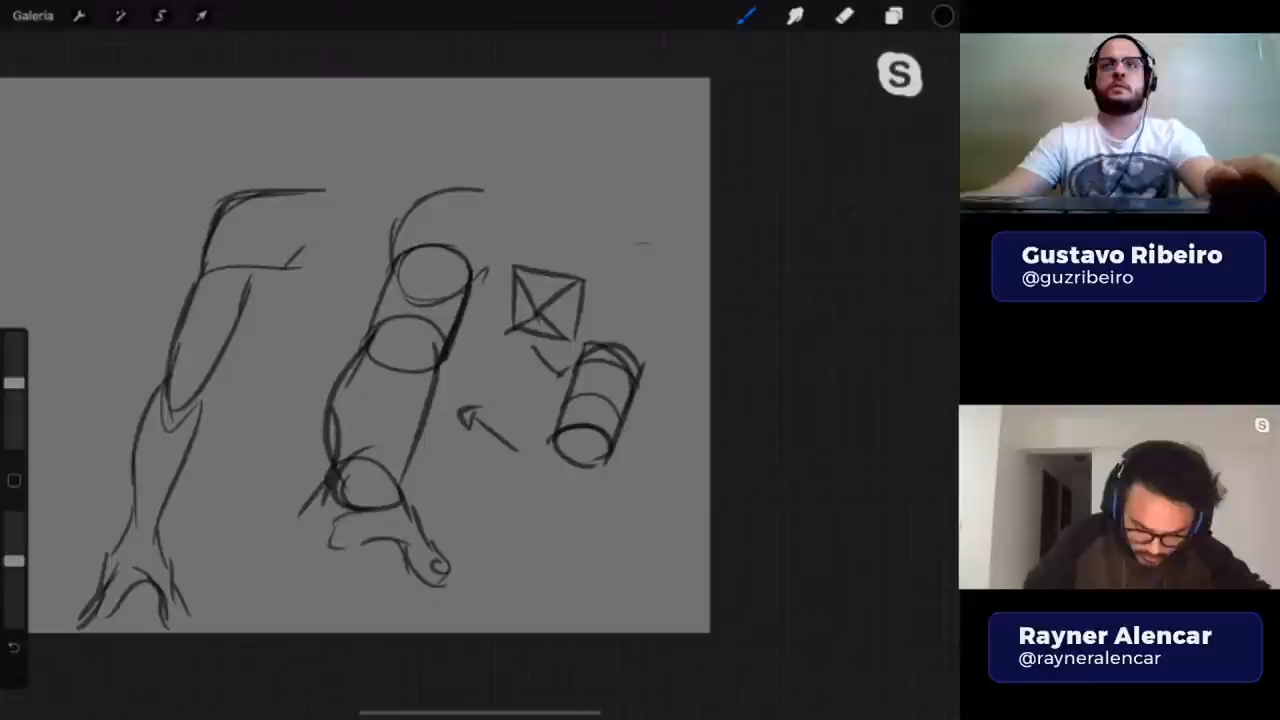 Galeria
S
Gustavo Ribeiro
@guzribeiro
S
Rayner Alencar
@rayneralencar